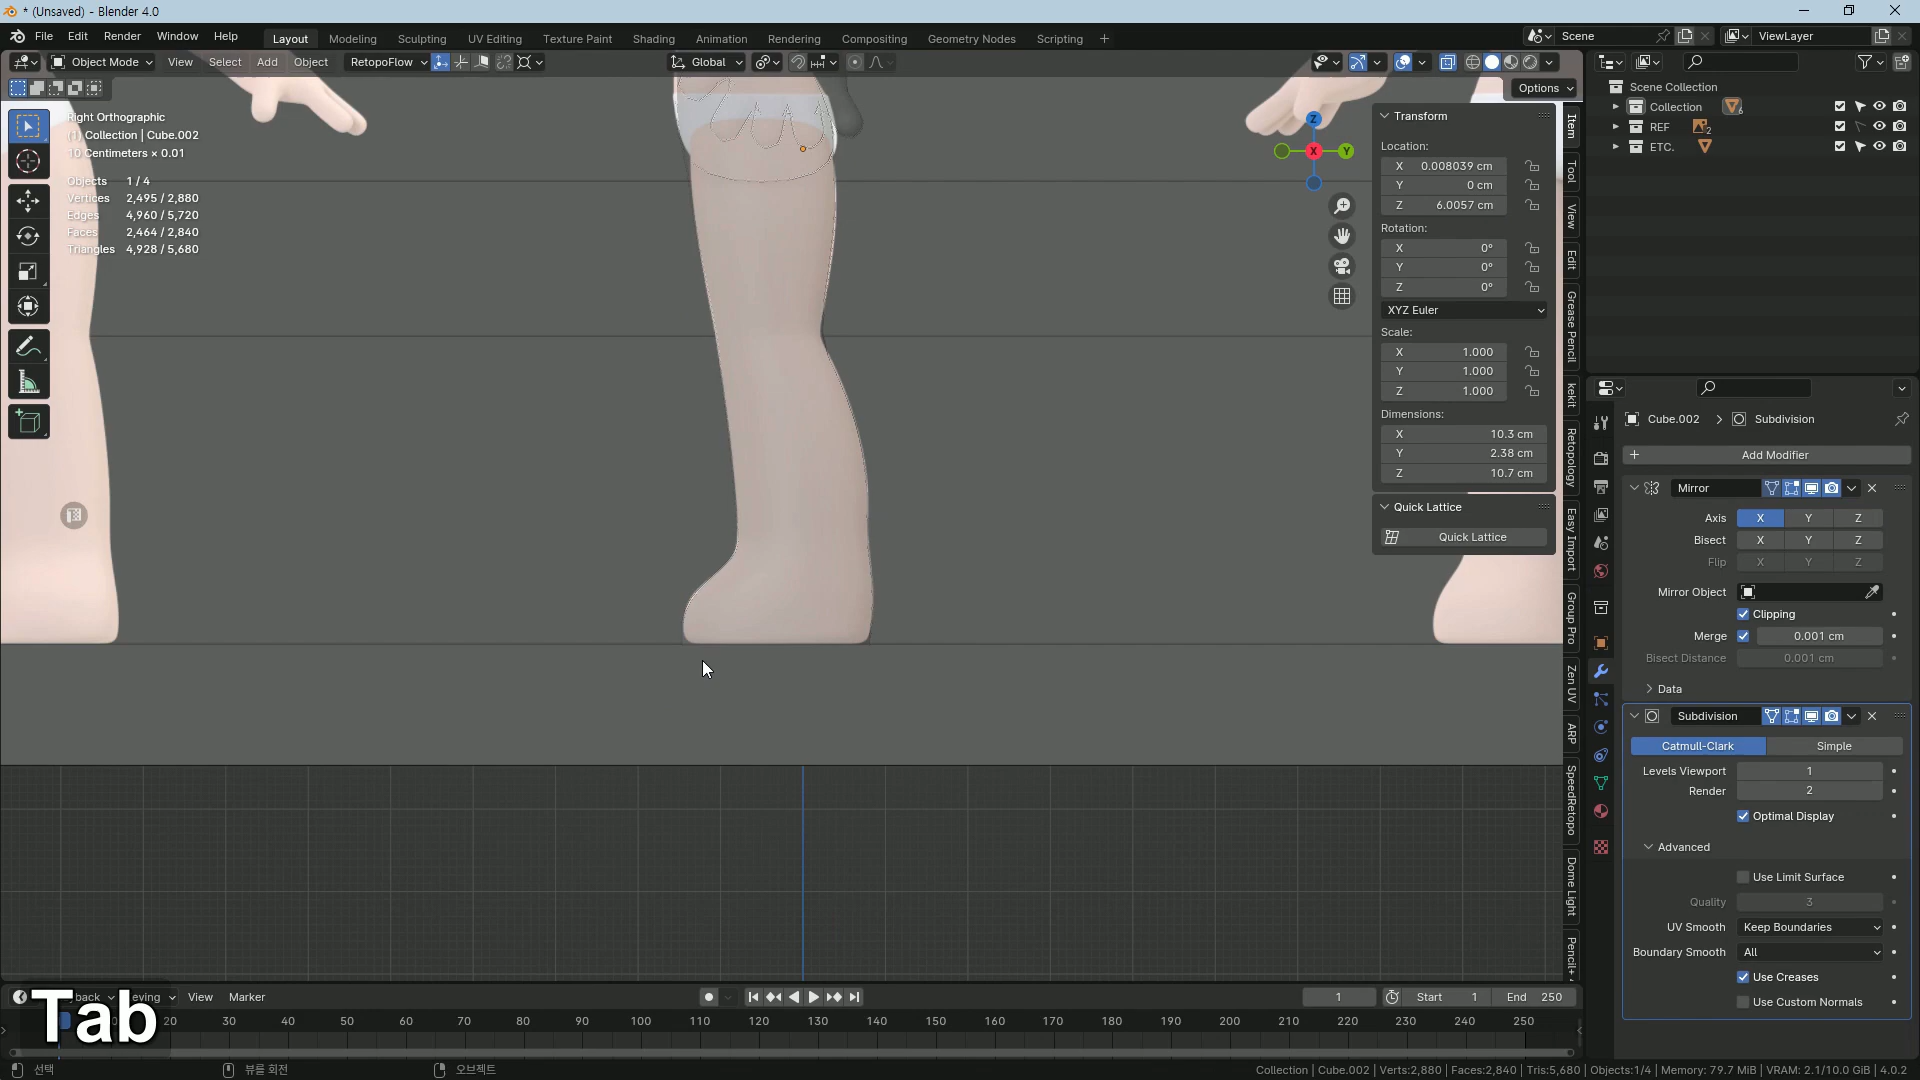 * (Unsaved) - Blender 4.0
File Edit Render Window Help
Layout Modeling Sculpting UV Editing Texture Paint Shading Animation Rendering Compositing Geometry Nodes Scripting +
Scene
ViewLayer
Object Mode View Select Add Object RetopoFlow Global
Options
Right Orthographic
(1) Collection | Cube.002
10 Centimeters × 0.01
Objects 1 / 4
Vertices 2,495 / 2,880
Edges 4,960 / 5,720
Faces 2,464 / 2,840
Triangles 4,928 / 5,680
Z
X
Y
Transform
Location:
X 0.008039 cm
Y 0 cm
Z 6.0057 cm
Rotation:
X 0°
Y 0°
Z 0°
XYZ Euler
Scale:
X 1.000
Y 1.000
Z 1.000
Dimensions:
X 10.3 cm
Y 2.38 cm
Z 10.7 cm
Quick Lattice
Quick Lattice
Item
Tool
View
Edit
Grease Pencil
kekit
Retopology
Easy Import
Group Pro
Zen UV
ARP
SpeedRetopo
Dome Light
Pencil+
Scene Collection
Collection 6
REF 2
ETC.
Cube.002 > Subdivision
+ Add Modifier
Mirror
Axis X Y Z
Bisect X Y Z
Flip X Y Z
Mirror Object
Clipping
Merge 0.001 cm
Bisect Distance 0.001 cm
Data
Subdivision
Catmull-Clark Simple
Levels Viewport 1
Render 2
Optimal Display
Advanced
Use Limit Surface
Quality 3
UV Smooth Keep Boundaries
Boundary Smooth All
Use Creases
Use Custom Normals
View Marker
1 Start 1 End 250
Tab
20 30 40 50 60 70 80 90 100 110 120 130 140 150 160 170 180 190 200 210 220 230 240 250
선택 뷰를 회전 오브젝트
Collection | Cube.002 | Verts:2,880 | Faces:2,840 | Tris:5,680 | Objects:1/4 | Memory: 79.7 MiB | VRAM: 2.1/10.0 GiB | 4.0.2